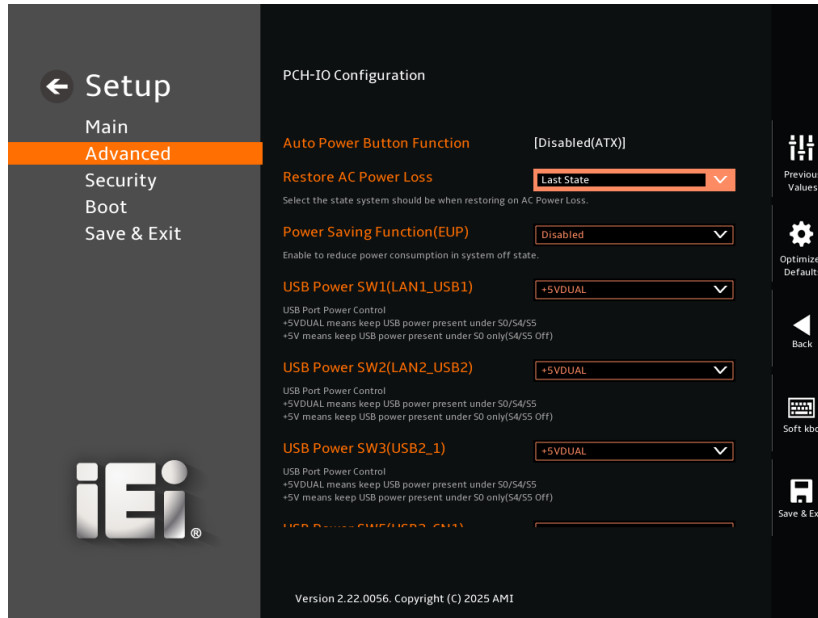 Setup
Main
Advanced
Security
Boot
Save & Exit
iEi ®
PCH-IO Configuration
Auto Power Button Function [Disabled(ATX)]
Restore AC Power Loss Last State
Select the state system should be when restoring on AC Power Loss.
Power Saving Function(EUP) Disabled
Enable to reduce power consumption in system off state.
USB Power SW1(LAN1_USB1) +5VDUAL
USB Port Power Control
+5VDUAL means keep USB power present under S0/S4/S5
+5V means keep USB power present under S0 only(S4/S5 Off)
USB Power SW2(LAN2_USB2) +5VDUAL
USB Port Power Control
+5VDUAL means keep USB power present under S0/S4/S5
+5V means keep USB power present under S0 only(S4/S5 Off)
USB Power SW3(USB2_1) +5VDUAL
USB Port Power Control
+5VDUAL means keep USB power present under S0/S4/S5
+5V means keep USB power present under S0 only(S4/S5 Off)
Version 2.22.0056. Copyright (C) 2025 AMI
Values
Back
Soft
Save &